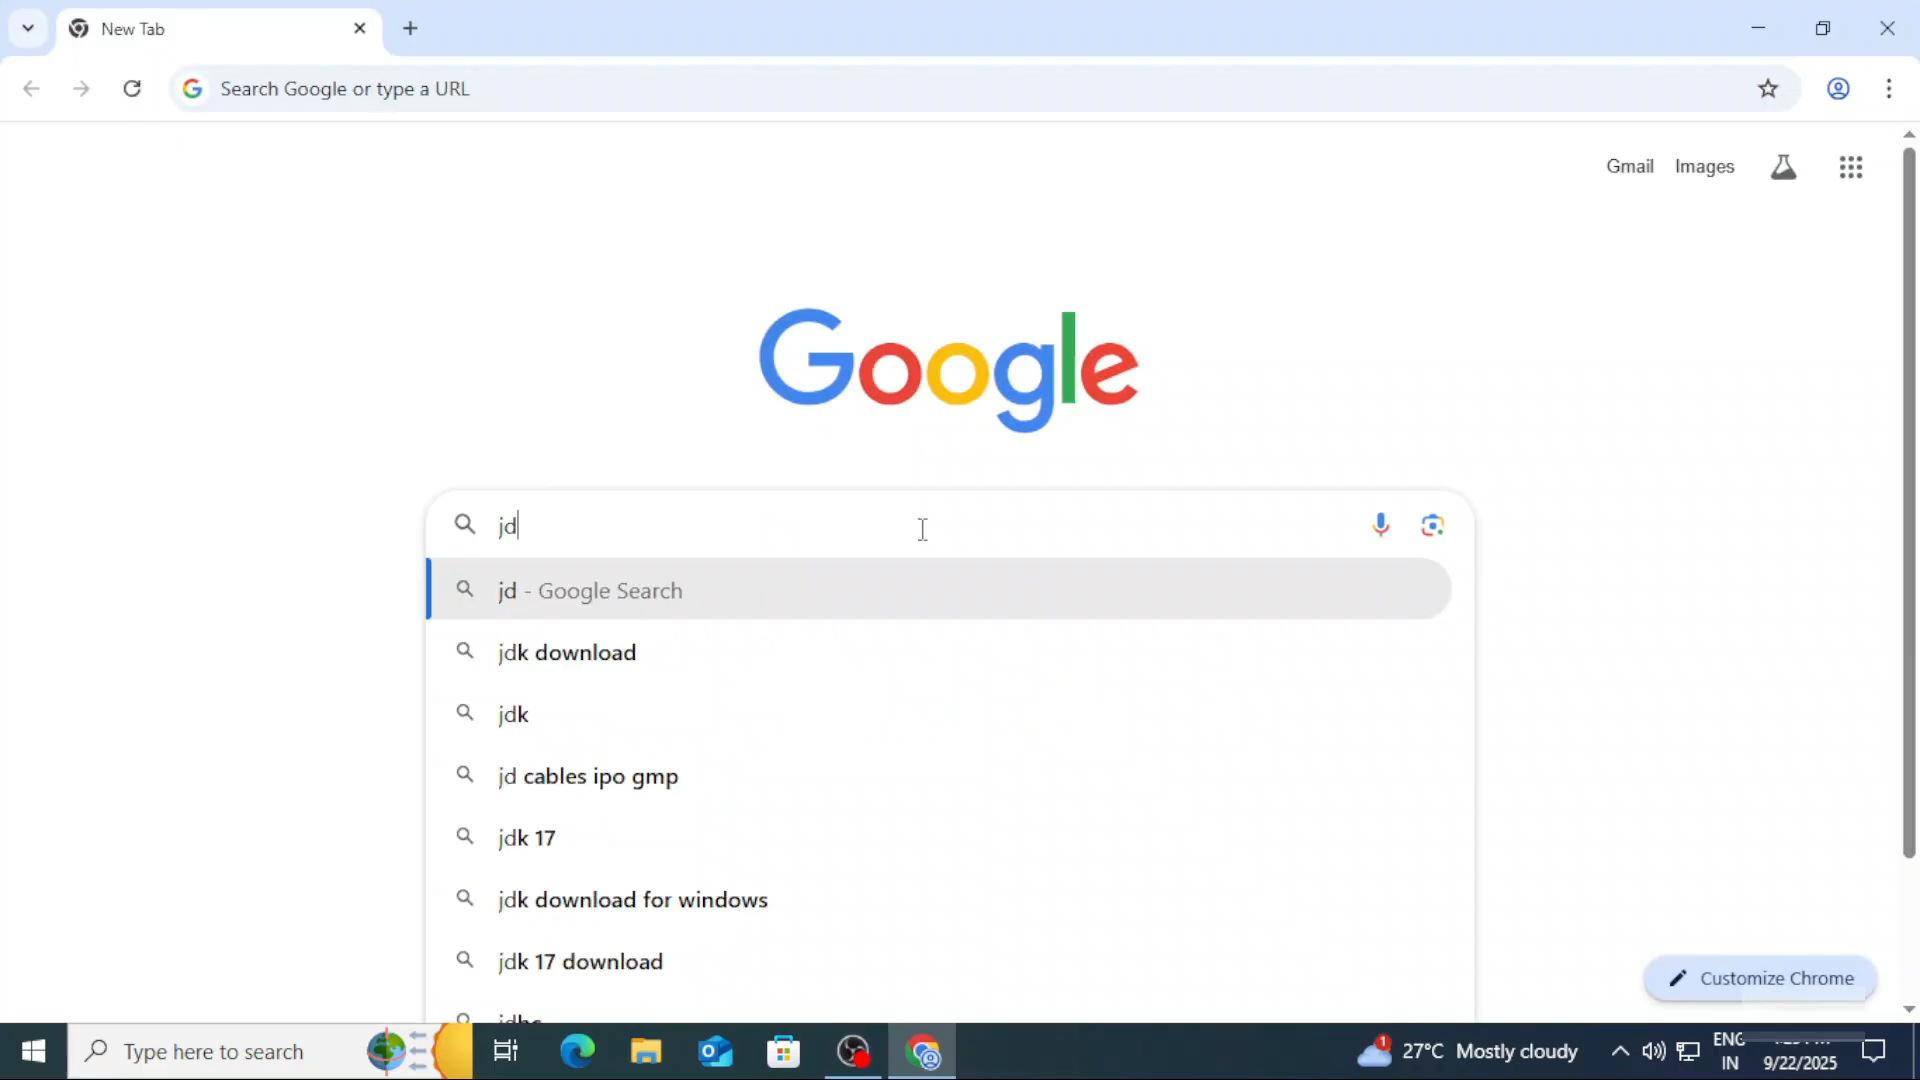 New Tab
Search Google or type a URL
Gmail Images
Google
jd
jd - Google Search
jdk download
jdk
jd cables ipo gmp
jdk 17
jdk download for windows
jdk 17 download
Customize Chrome
Type here to search
1
27°C Mostly cloudy
ENG
IN
9/22/2025